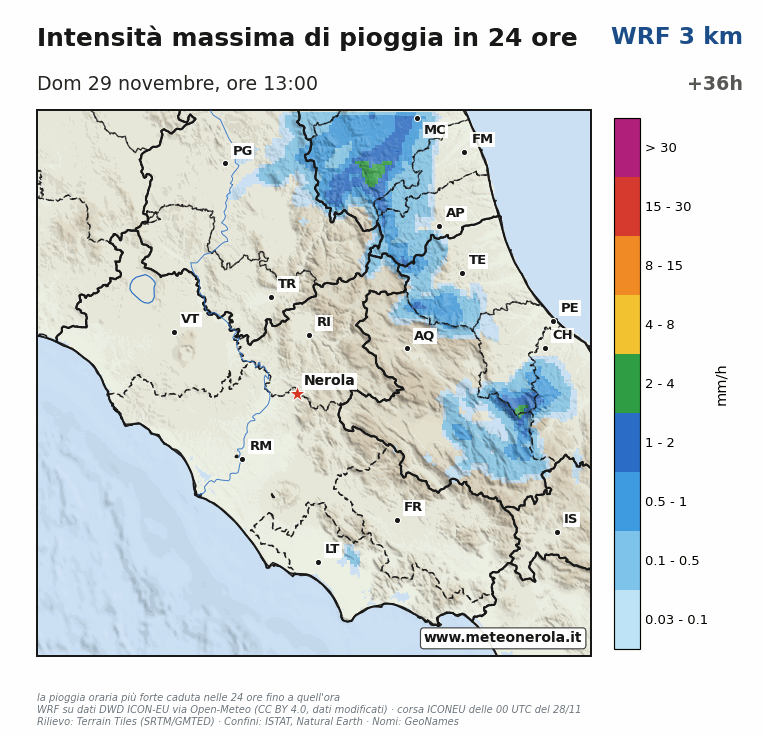 Intensità massima di pioggia in 24 ore
WRF 3 km
Dom 29 novembre, ore 13:00
+36h
MC
FM
PG
AP
TE
TR
PE
VT
RI
CH
AQ
Nerola
RM
FR
IS
LT
www.meteonerola.it
> 30
15 - 30
8 - 15
4 - 8
2 - 4
1 - 2
0.5 - 1
0.1 - 0.5
0.03 - 0.1
mm/h
la pioggia oraria più forte caduta nelle 24 ore fino a quell'ora
WRF su dati DWD ICON-EU via Open-Meteo (CC BY 4.0, dati modificati) · corsa ICONEU delle 00 UTC del 28/11
Rilievo: Terrain Tiles (SRTM/GMTED) · Confini: ISTAT, Natural Earth · Nomi: GeoNames